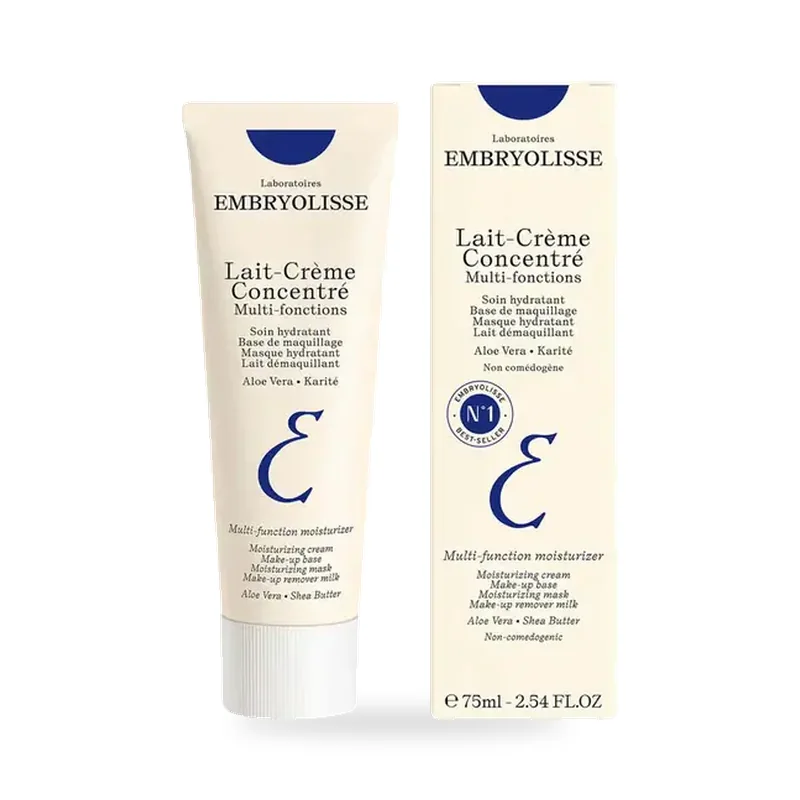 Laboratoires
EMBRYOLISSE
Lait-Crème
Concentré
Multi-fonctions
Soin hydratant
Base de maquillage
Masque hydratant
Lait démaquillant
Aloe Vera • Karité
E
Multi-function moisturizer
Moisturizing cream
Make-up base
Moisturizing mask
Make-up remover milk
Aloe Vera • Shea Butter
Laboratoires
EMBRYOLISSE
Lait-Crème
Concentré
Multi-fonctions
Soin hydratant
Base de maquillage
Masque hydratant
Lait démaquillant
Aloe Vera • Karité
Non comédogène
EMBRYOLISSE
N°1
BEST-SELLER
E
Multi-function moisturizer
Moisturizing cream
Make-up base
Moisturizing mask
Make-up remover milk
Aloe Vera • Shea Butter
Non-comedogenic
℮ 75ml - 2.54 FL.OZ